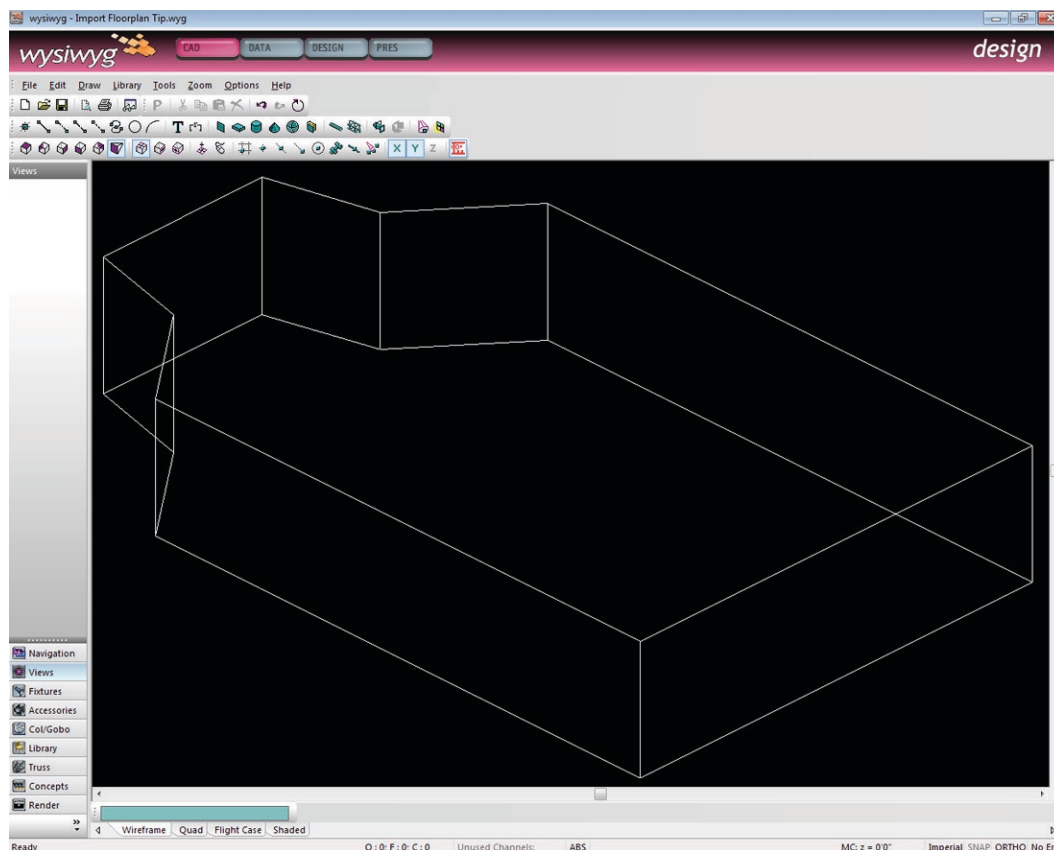 wysiwyg - Import Floorplan Tip.wyg
wysiwyg CAD DATA DESIGN PRES design
File Edit Draw Library Tools Zoom Options Help
P
T
X Y Z
Views
Navigation
Views
Fixtures
Accessories
Col/Gobo
Library
Truss
Concepts
Render
»
Wireframe Quad Flight Case Shaded
Ready O : 0: F : 0: C : 0 Unused Channels: ABS MC: z = 0'0" Imperial SNAP ORTHO No Er